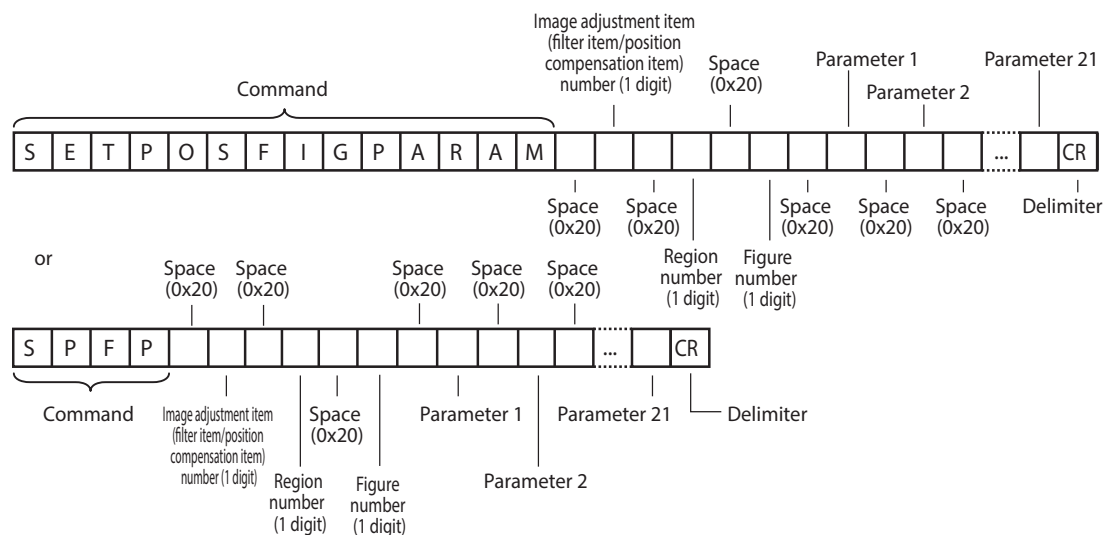 Image adjustment item
(filter item/position
compensation item)
number (1 digit)
Command
Space
(0x20)
Parameter 1
Parameter 2
Parameter 21
S E T P O S F I G P A R A M ... CR
Space
(0x20)
Space
(0x20)
Region
number
(1 digit)
Figure
number
(1 digit)
Space
(0x20)
Space
(0x20)
Space
(0x20)
Delimiter
or
Space
(0x20)
Space
(0x20)
Space
(0x20)
Space
(0x20)
Space
(0x20)
S P F P ... CR
Command
Image adjustment item
(filter item/position
compensation item)
number (1 digit)
Region
number
(1 digit)
Space
(0x20)
Figure
number
(1 digit)
Parameter 1
Parameter 2
Parameter 21
Delimiter